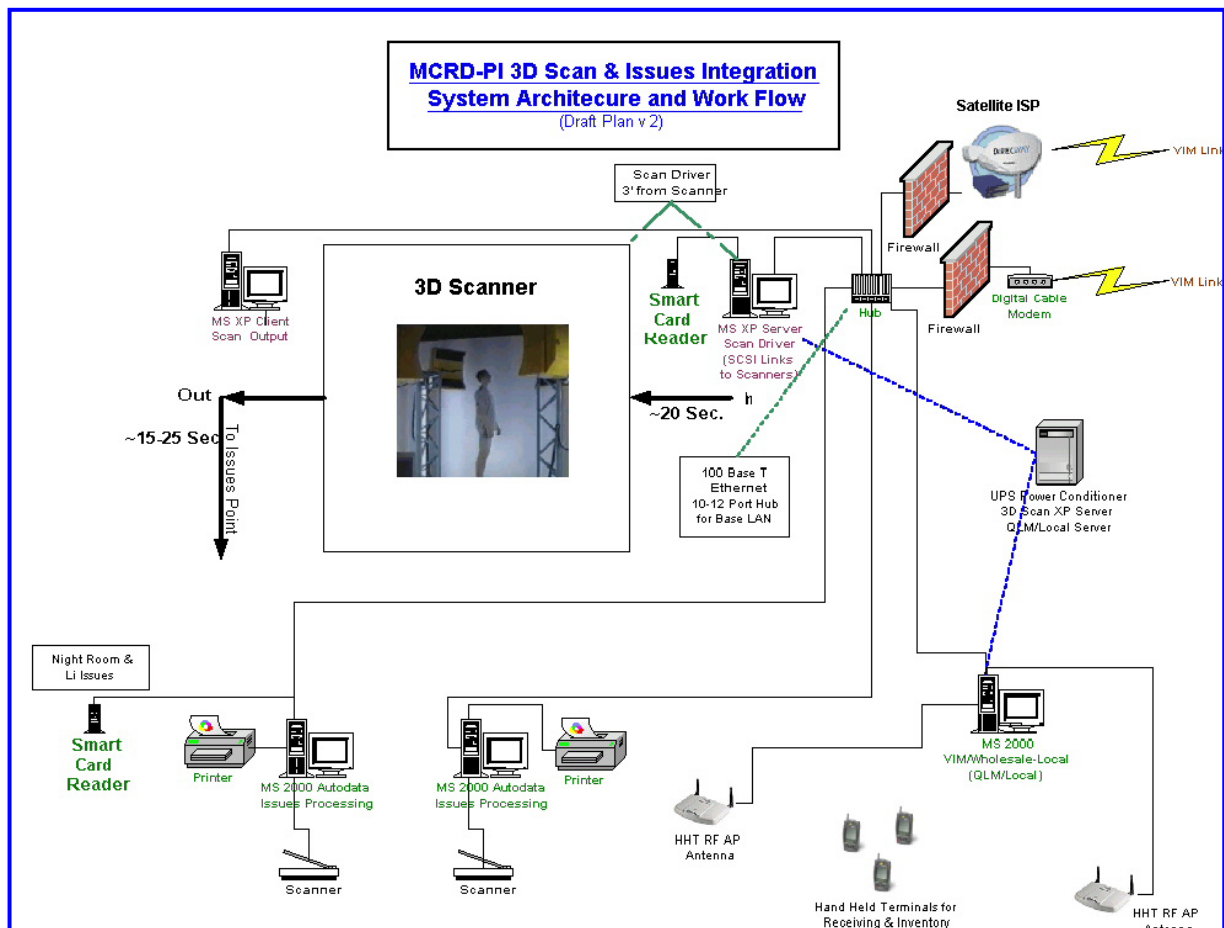 MCRD-PI 3D Scan & Issues Integration
System Architecure and Work Flow
(Draft Plan v 2)
Satellite ISP
DIRECWAY
VIM Link
Scan Driver
3' from Scanner
Firewall
3D Scanner
MS XP Client
Scan Output
Smart
Card
Reader
MS XP Server
Scan Driver
(SCSI Links
to Scanners)
Hub
Firewall
Digital Cable
Modem
VIM Link
Out
In
~20 Sec.
~15-25 Sec
To Issues Point
100 Base T
Ethernet
10-12 Port Hub
for Base LAN
UPS Power Conditioner
3D Scan XP Server
QLM/Local Server
Night Room &
Li Issues
Smart
Card
Reader
Printer
MS 2000 Autodata
Issues Processing
MS 2000 Autodata
Issues Processing
Printer
MS 2000
VIM/Wholesale-Local
(QLM/Local)
HHT RF AP
Antenna
Scanner
Scanner
Hand Held Terminals for
Receiving & Inventory
HHT RF AP
Antenna